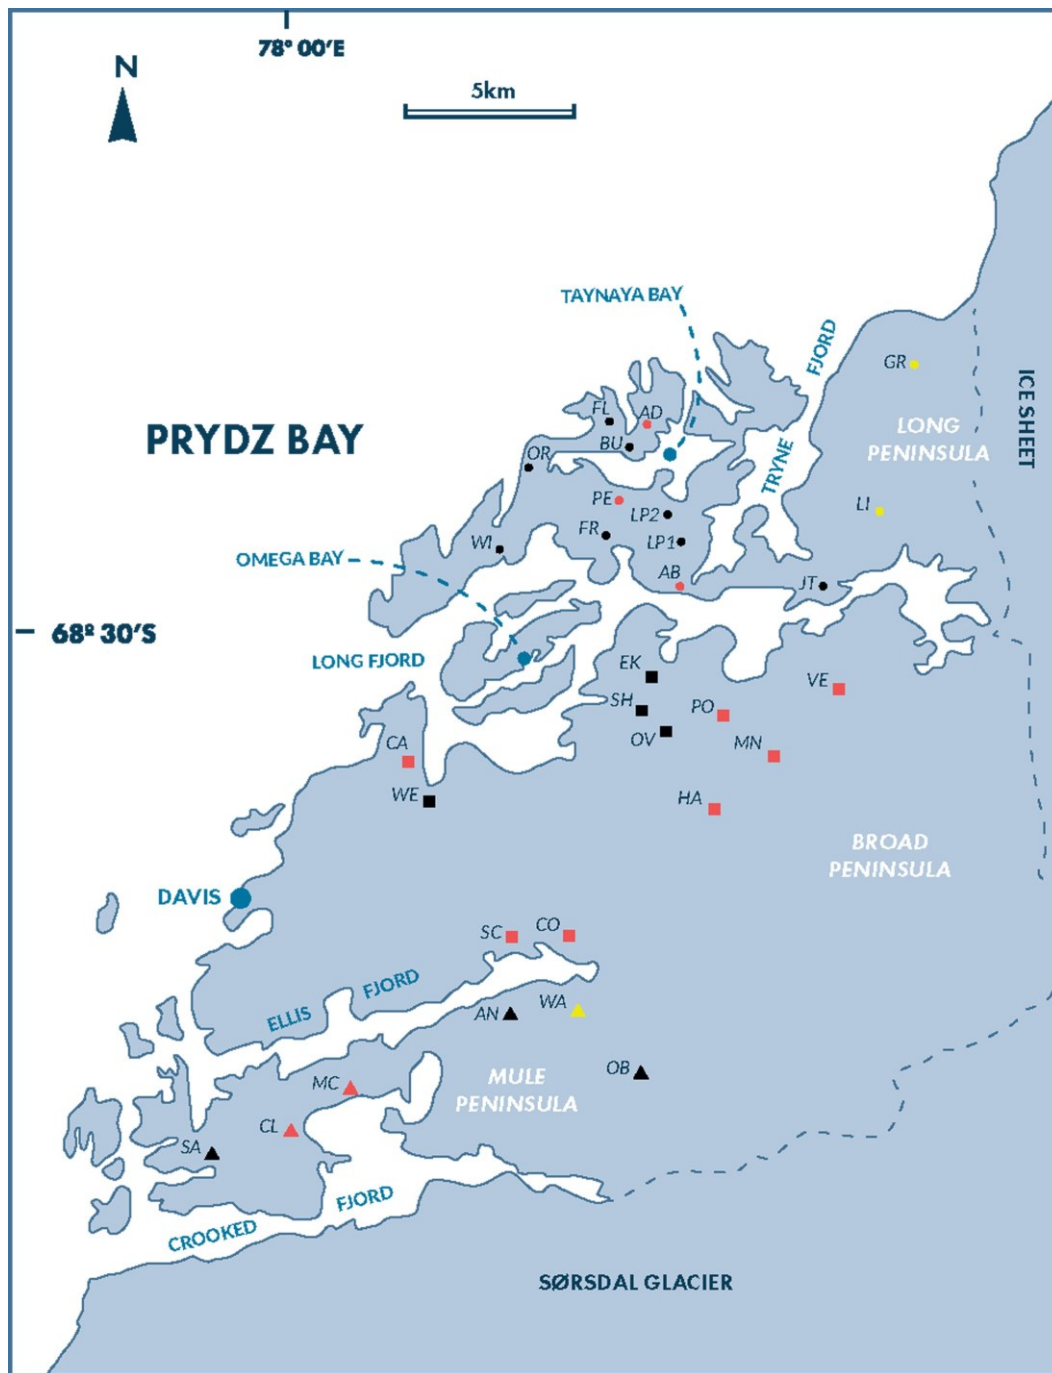 78° 00'E
N
5km
TAYNAYA BAY
FJORD
GR
ICE SHEET
FL
AD
LONG
PENINSULA
PRYDZ BAY
BU
OR
TRYNE
PE
LP2
LI
FR
LP1
WI
OMEGA BAY
AB
JT
68º 30'S
LONG FJORD
EK
VE
SH
PO
OV
MN
CA
WE
HA
BROAD
PENINSULA
DAVIS
SC
CO
FJORD
ELLIS
AN
WA
OB
MULE
PENINSULA
MC
CL
SA
FJORD
CROOKED
SØRSDAL GLACIER